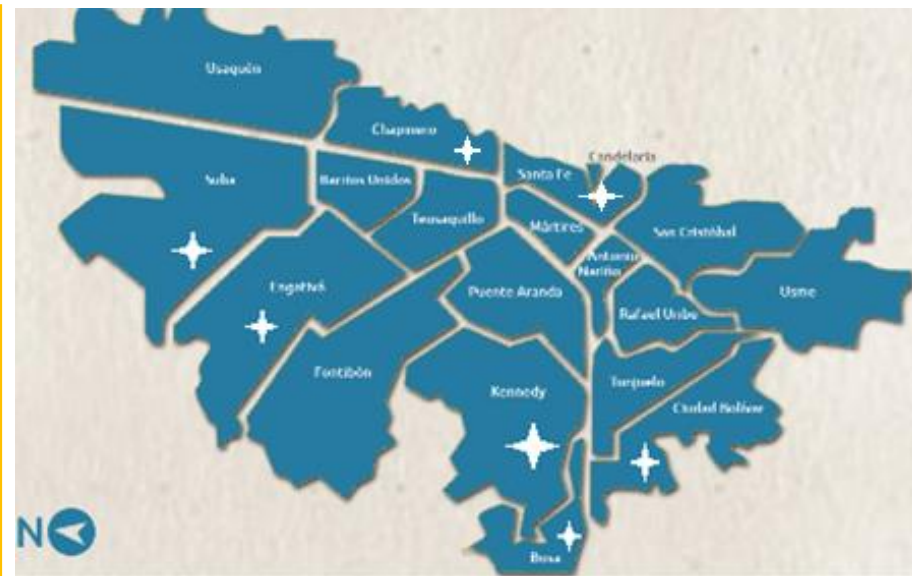 Usaquén
Chapinero
Suba
Barrios Unidos
Santa Fe
Candelaria
Teusaquillo
Mártires
San Cristóbal
Antonio
Nariño
Engativá
Puente Aranda
Usme
Rafael Uribe
Fontibón
Kennedy
Tunjuelo
Ciudad Bolívar
Bosa
N